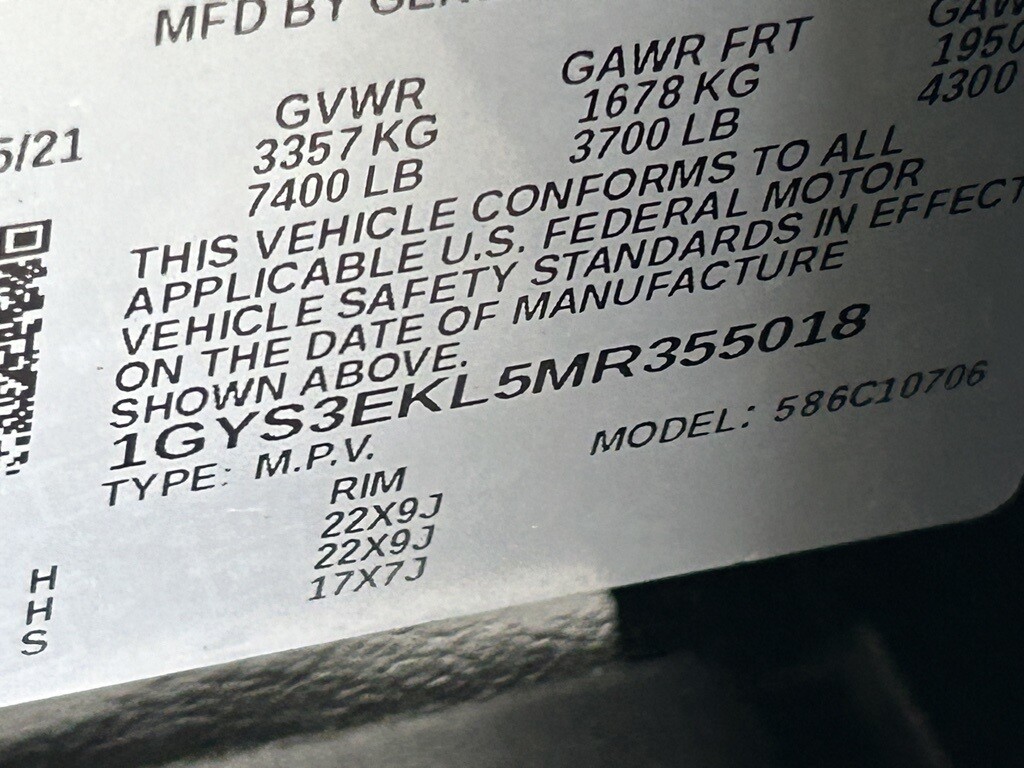 MFD BY GENE
GVWR GAWR FRT GAW
5/21 3357 KG 1678 KG 1950
7400 LB 3700 LB 4300
THIS VEHICLE CONFORMS TO ALL
APPLICABLE U.S. FEDERAL MOTOR
VEHICLE SAFETY STANDARDS IN EFFECT
ON THE DATE OF MANUFACTURE
SHOWN ABOVE.
1GYS3EKL5MR355018
TYPE: M.P.V. MODEL: 586C10706
RIM
22X9J
22X9J
17X7J
H
H
S